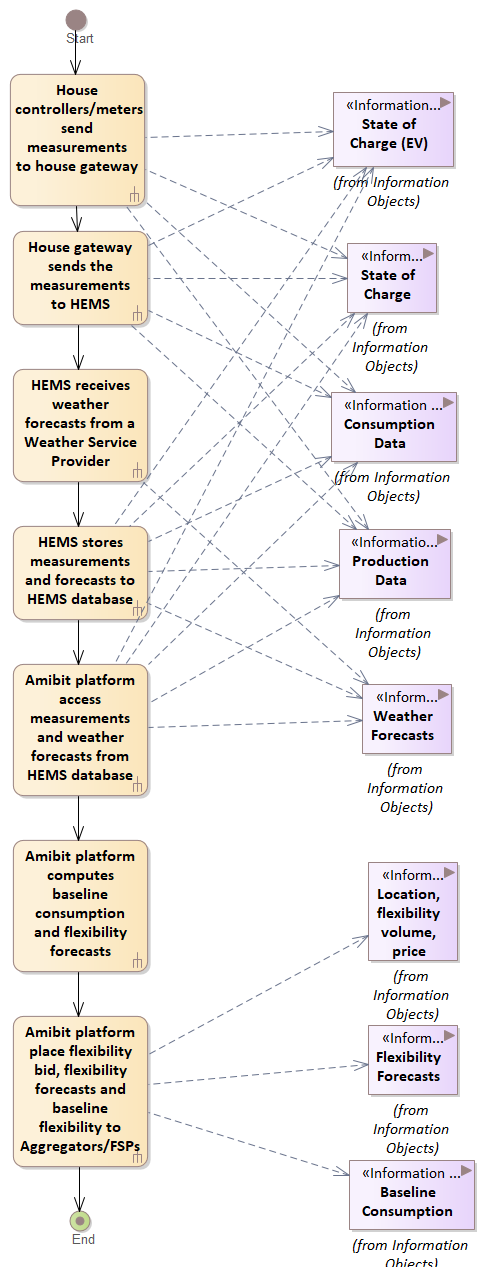 Start
House
controllers/meters
send
measurements
to house gateway
«Information...
State of
Charge (EV)
(from Information
Objects)
House gateway
sends the
measurements
to HEMS
«Inform...
State of
Charge
(from
Information
Objects)
HEMS receives
weather
forecasts from a
Weather Service
Provider
«Information ...
Consumption
Data
(from Information
Objects)
HEMS stores
measurements
and forecasts to
HEMS database
«Informatio...
Production
Data
(from
Information
Objects)
Amibit platform
access
measurements
and weather
forecasts from
HEMS database
«Inform...
Weather
Forecasts
(from
Information
Objects)
Amibit platform
computes
baseline
consumption
and flexibility
forecasts
«Inform...
Location,
flexibility
volume,
price
(from
Information
Objects)
Amibit platform
place flexibility
bid, flexibility
forecasts and
baseline
flexibility to
Aggregators/FSPs
«Inform...
Flexibility
Forecasts
(from
Information
Objects)
«Information ...
Baseline
Consumption
(from Information
Objects)
End